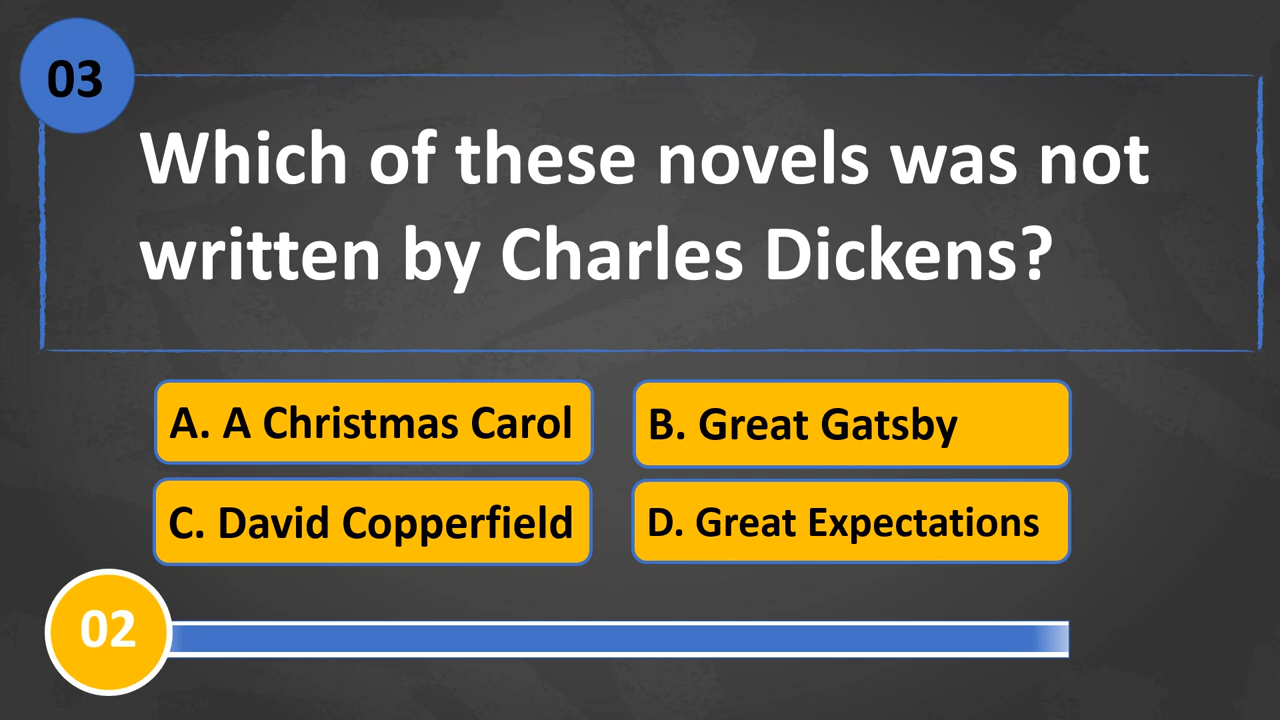 03
Which of these novels was not
written by Charles Dickens?
A. A Christmas Carol
B. Great Gatsby
C. David Copperfield
D. Great Expectations
02